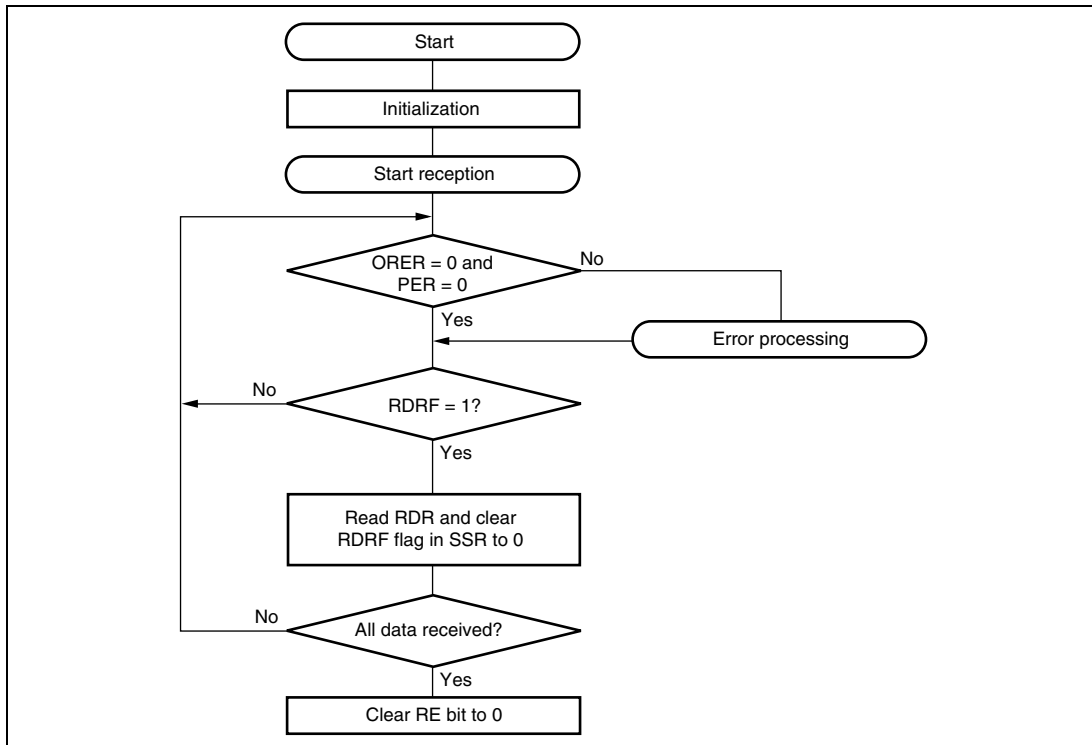 Start
Initialization
Start reception
ORER = 0 and
PER = 0
No
Yes
Error processing
No
RDRF = 1?
Yes
Read RDR and clear
RDRF flag in SSR to 0
No
All data received?
Yes
Clear RE bit to 0